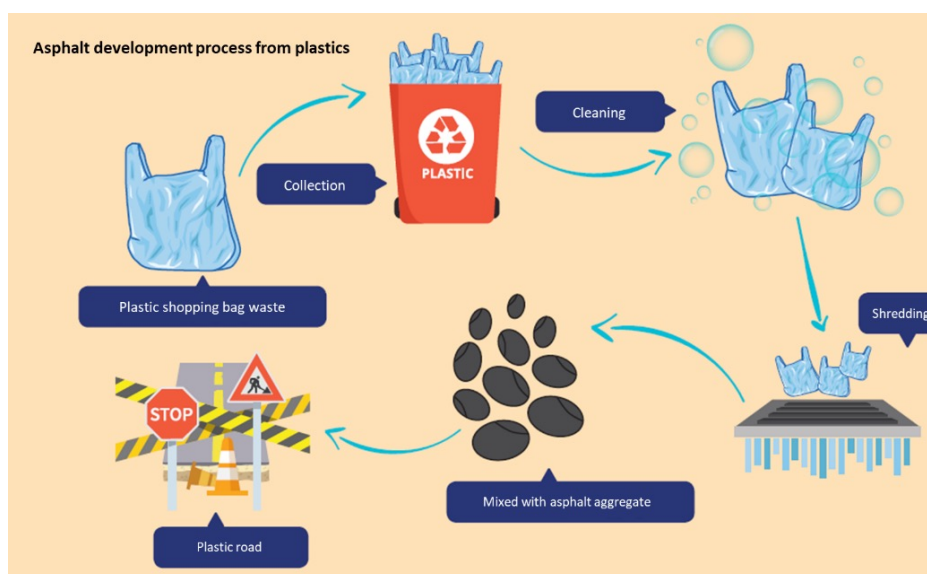 Asphalt development process from plastics
Plastic shopping bag waste
Collection
PLASTIC
Cleaning
Shredding
Mixed with asphalt aggregate
STOP
Plastic road